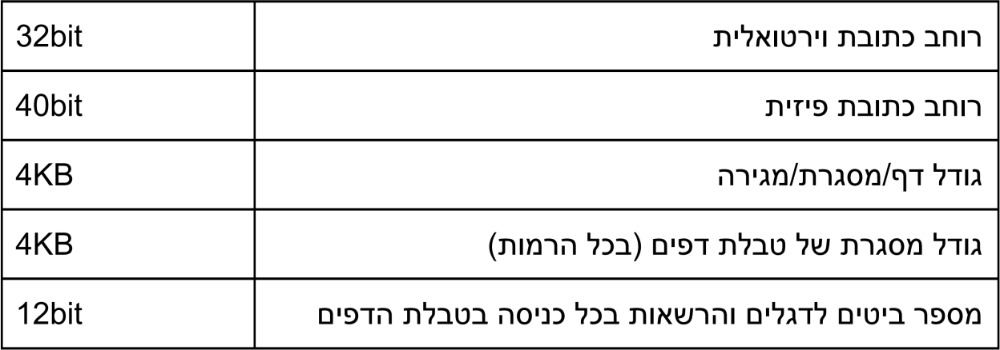 רוחב כתובת וירטואלית 32bit
רוחב כתובת פיזית 40bit
גודל דף/מסגרת/מגירה 4KB
גודל מסגרת של טבלת דפים (בכל הרמות) 4KB
מספר ביטים לדגלים והרשאות בכל כניסה בטבלת הדפים 12bit